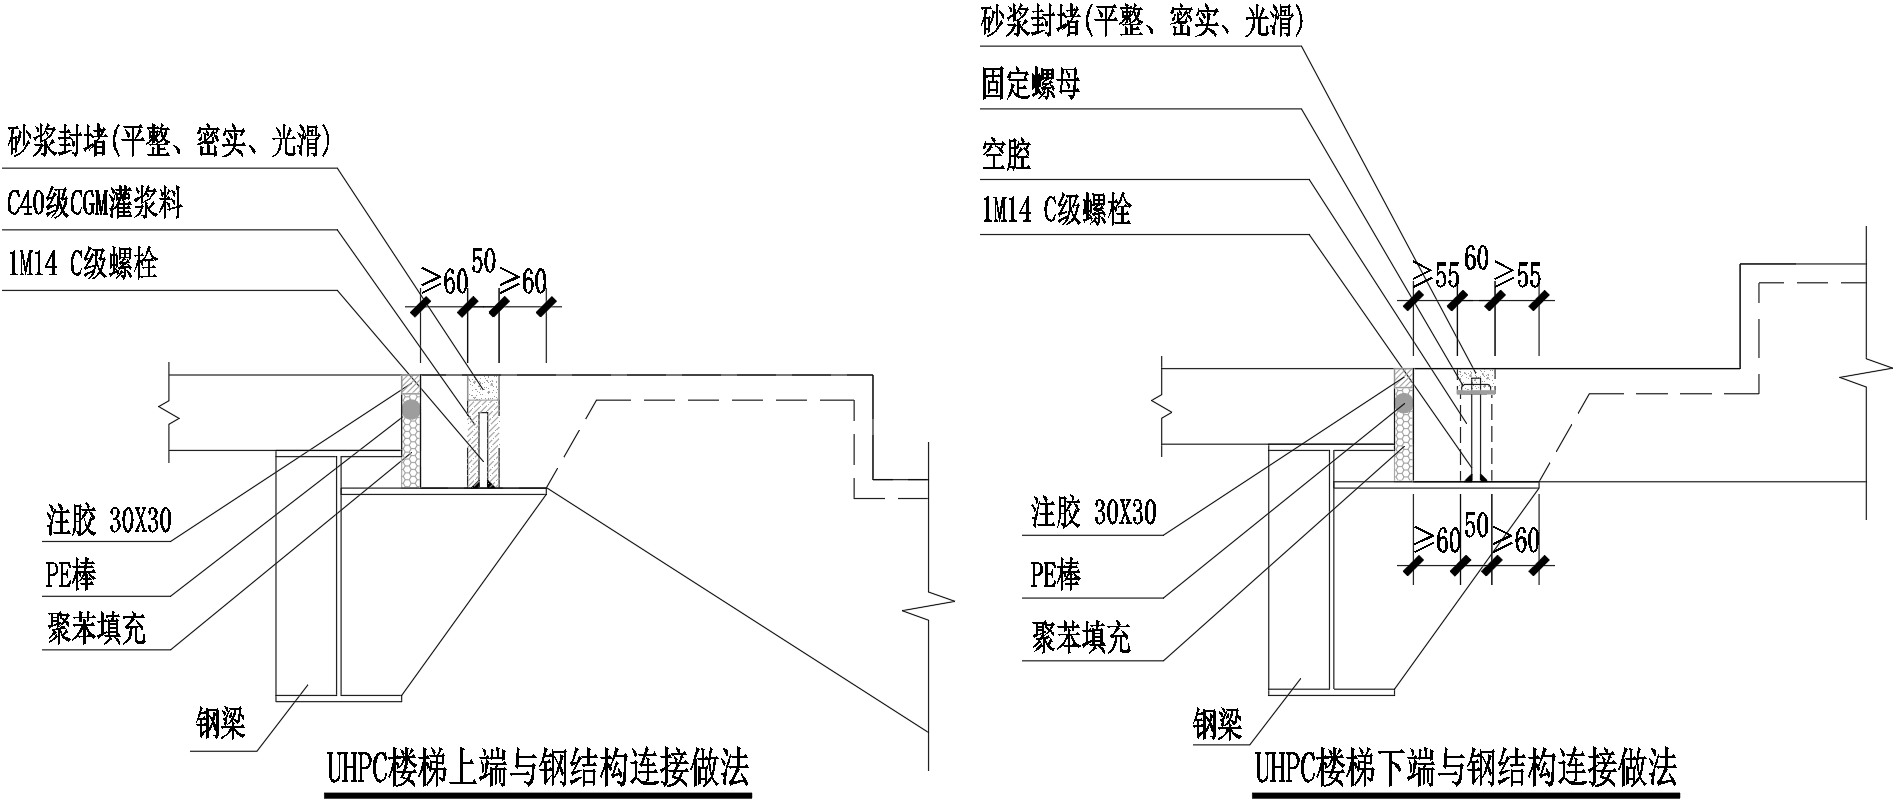 砂浆封堵(平整、密实、光滑)
C40级CGM灌浆料
1M14 C级螺栓
≥60 50 ≥60
注胶 30X30
PE棒
聚苯填充
钢梁
UHPC楼梯上端与钢结构连接做法
砂浆封堵(平整、密实、光滑)
固定螺母
空腔
1M14 C级螺栓
≥55 60 ≥55
注胶 30X30
≥60 50 ≥60
PE棒
聚苯填充
钢梁
UHPC楼梯下端与钢结构连接做法